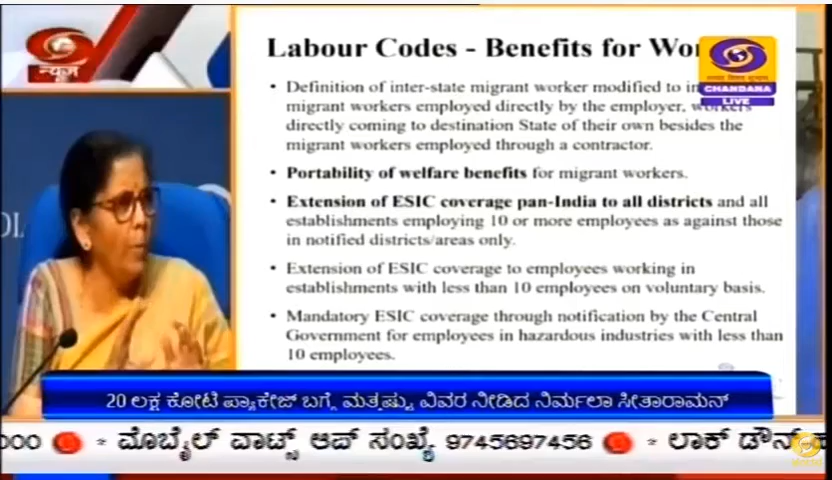 न्यूज़
Labour Codes - Benefits for Wor
CHANDANA
LIVE
• Definition of inter-state migrant worker modified to in
migrant workers employed directly by the employer, workers
directly coming to destination State of their own besides the
migrant workers employed through a contractor.
• Portability of welfare benefits for migrant workers.
• Extension of ESIC coverage pan-India to all districts and all
establishments employing 10 or more employees as against those
in notified districts/areas only.
• Extension of ESIC coverage to employees working in
establishments with less than 10 employees on voluntary basis.
• Mandatory ESIC coverage through notification by the Central
Government for employees in hazardous industries with less than
10 employees.
20 ಲಕ್ಷ ಕೋಟಿ ಪ್ಯಾಕೇಜ್ ಬಗ್ಗೆ ಮತ್ತಷ್ಟು ವಿವರ ನೀಡಿದ ನಿರ್ಮಲಾ ಸೀತಾರಾಮನ್
000 * ಮೊಬೈಲ್ ವಾಟ್ಸ್ ಆಪ್ ಸಂಖ್ಯೆ 9745697456 * ಲಾಕ್ ಡೌನ್